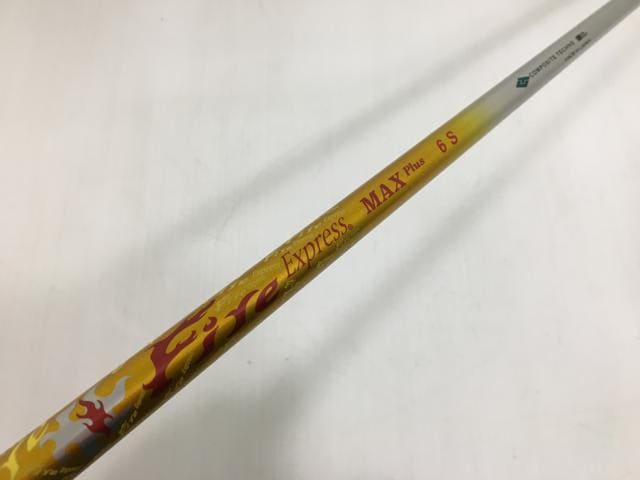 Fire Express® MAX Plus 6 S
COMPOSITE TECHNO